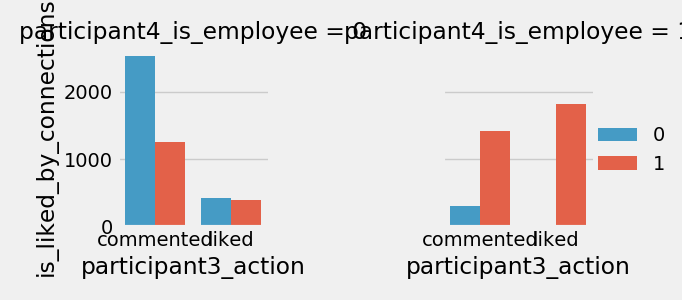 participant4_is_employee = 0
participant4_is_employee = 1
is_liked_by_connections
2000
1000
0
commented
liked
commented
liked
participant3_action
participant3_action
0
1